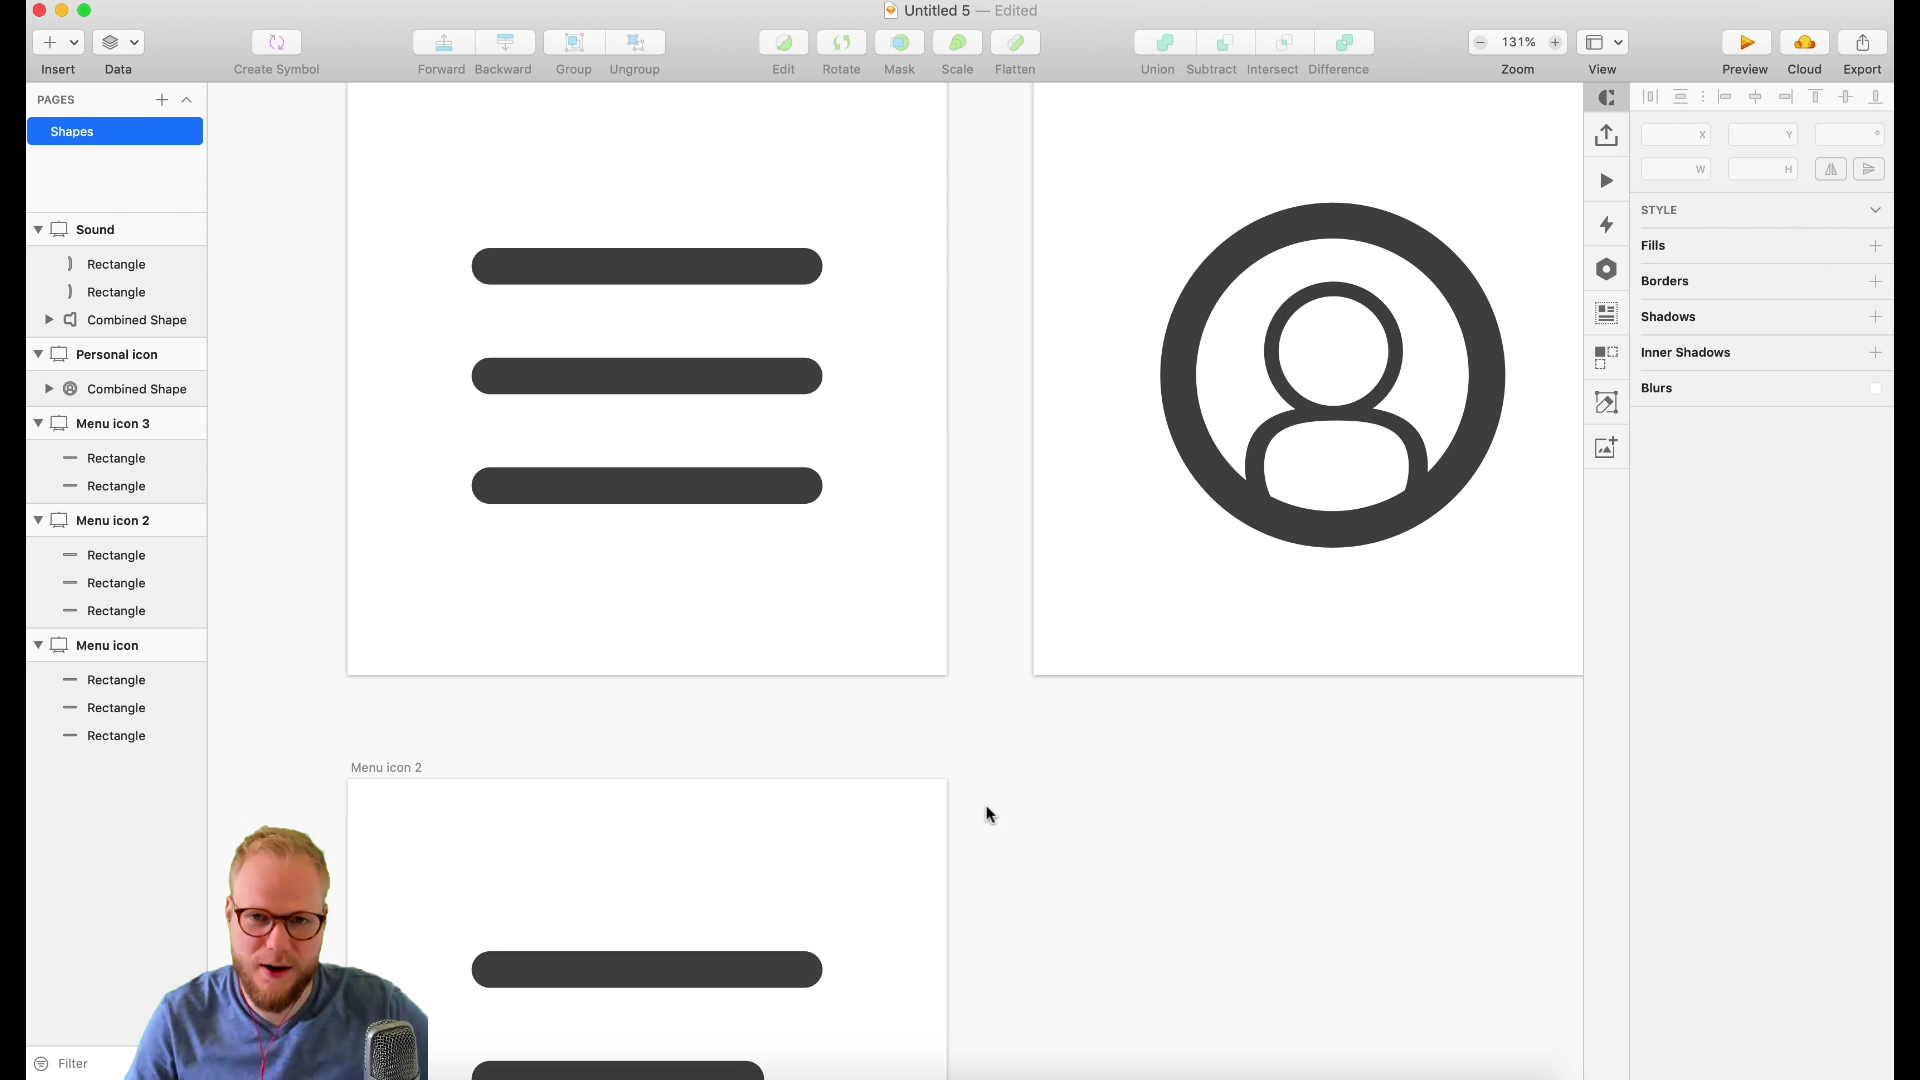 Untitled 5 — Edited
131%
Insert
Data
Create Symbol
Forward
Backward
Group
Ungroup
Edit
Rotate
Mask
Scale
Flatten
Union
Subtract
Intersect
Difference
Zoom
View
Preview
Cloud
Export
PAGES
Shapes
Sound
Rectangle
Rectangle
Combined Shape
Personal icon
Combined Shape
Menu icon 3
Rectangle
Rectangle
Menu icon 2
Rectangle
Rectangle
Rectangle
Menu icon
Rectangle
Rectangle
Rectangle
Filter
Menu icon 2
X
Y
°
W
H
STYLE
Fills
Borders
Shadows
Inner Shadows
Blurs